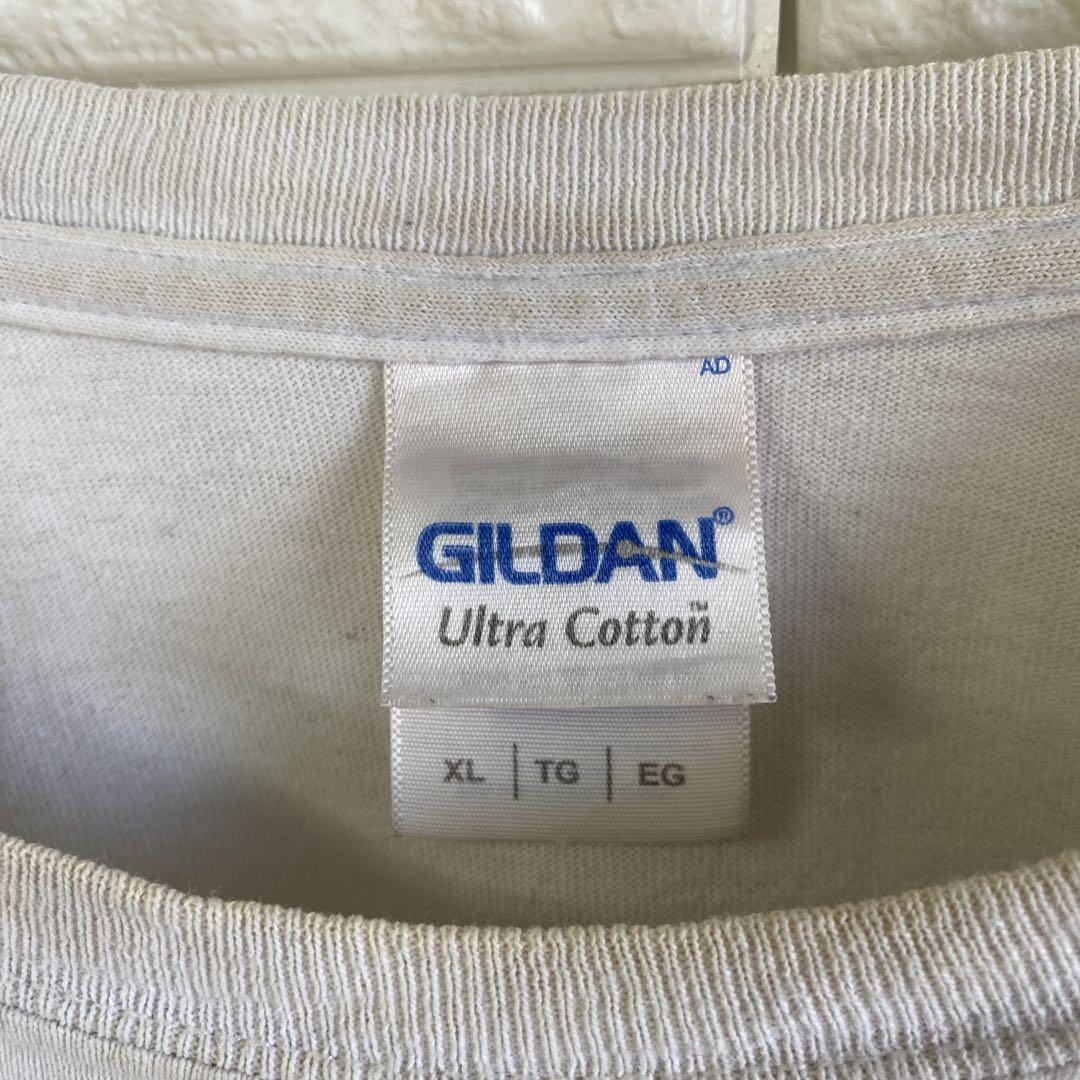 AD
GILDAN®
Ultra Cotton™
XL | TG | EG